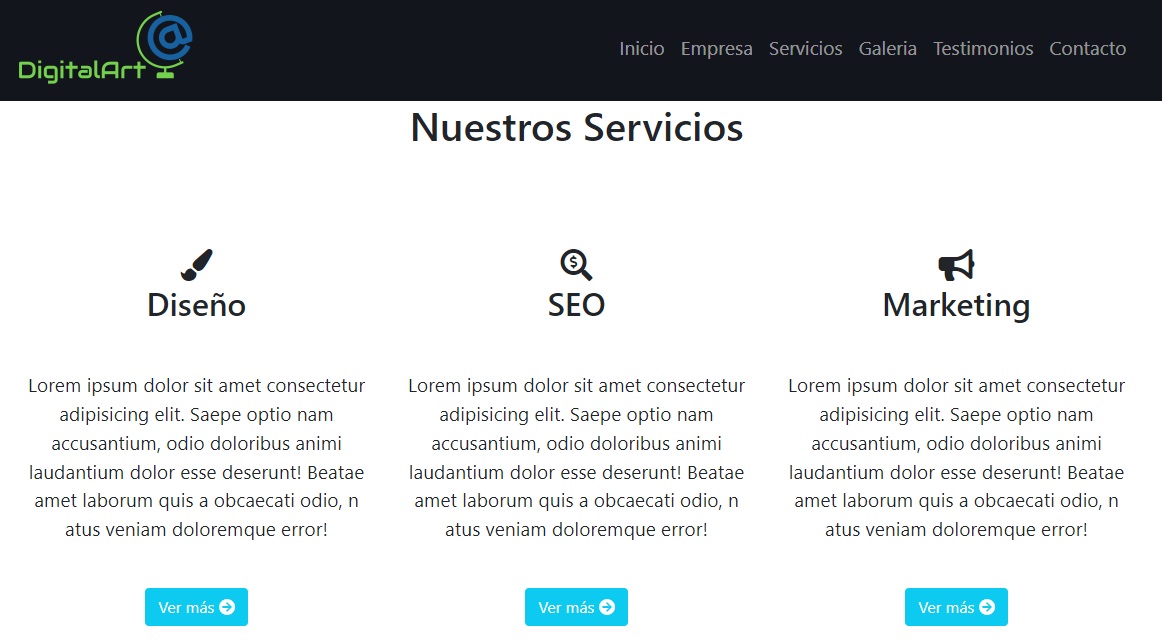 DigitalArt
Inicio Empresa Servicios Galeria Testimonios Contacto
Nuestros Servicios
Diseño
Lorem ipsum dolor sit amet consectetur
adipisicing elit. Saepe optio nam
accusantium, odio doloribus animi
laudantium dolor esse deserunt! Beatae
amet laborum quis a obcaecati odio, n
atus veniam doloremque error!
Ver más
SEO
Lorem ipsum dolor sit amet consectetur
adipisicing elit. Saepe optio nam
accusantium, odio doloribus animi
laudantium dolor esse deserunt! Beatae
amet laborum quis a obcaecati odio, n
atus veniam doloremque error!
Ver más
Marketing
Lorem ipsum dolor sit amet consectetur
adipisicing elit. Saepe optio nam
accusantium, odio doloribus animi
laudantium dolor esse deserunt! Beatae
amet laborum quis a obcaecati odio, n
atus veniam doloremque error!
Ver más